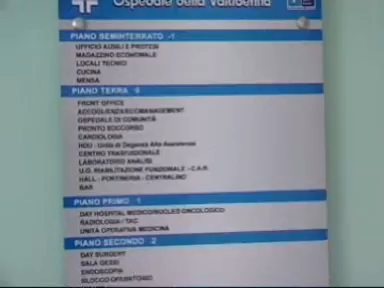 Ospedale della Valtiberina
PIANO SEMINTERRATO -1
UFFICIO AUSILI E PROTESI
MAGAZZINO ECONOMALE
LOCALI TECNICI
CUCINA
MENSA
PIANO TERRA 0
FRONT OFFICE
ACCOGLIENZA/ECOMANAGEMENT
OSPEDALE DI COMUNITÀ
PRONTO SOCCORSO
CARDIOLOGIA
HDU - Unità di Degenza Alta Assistenza
CENTRO TRASFUSIONALE
LABORATORIO ANALISI
U.O. RIABILITAZIONE FUNZIONALE - C.A.R.
HALL - PORTINERIA - CENTRALINO
BAR
PIANO PRIMO 1
DAY HOSPITAL MEDICO/NUCLEO ONCOLOGICO
RADIOLOGIA / TAC
UNITÀ OPERATIVA MEDICINA
PIANO SECONDO 2
DAY SURGERY
SALA GESSI
ENDOSCOPIA
BLOCCO OPERATORIO